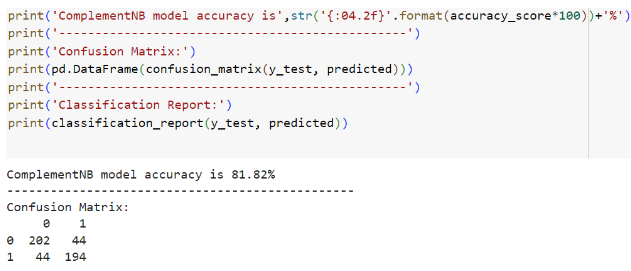 print('ComplementNB model accuracy is',str('{:04.2f}'.format(accuracy_score*100))+'%')
print('------------------------------------------------')
print('Confusion Matrix:')
print(pd.DataFrame(confusion_matrix(y_test, predicted)))
print('------------------------------------------------')
print('Classification Report:')
print(classification_report(y_test, predicted))
ComplementNB model accuracy is 81.82%
------------------------------------------------
Confusion Matrix:
0 1
0 202 44
1 44 194